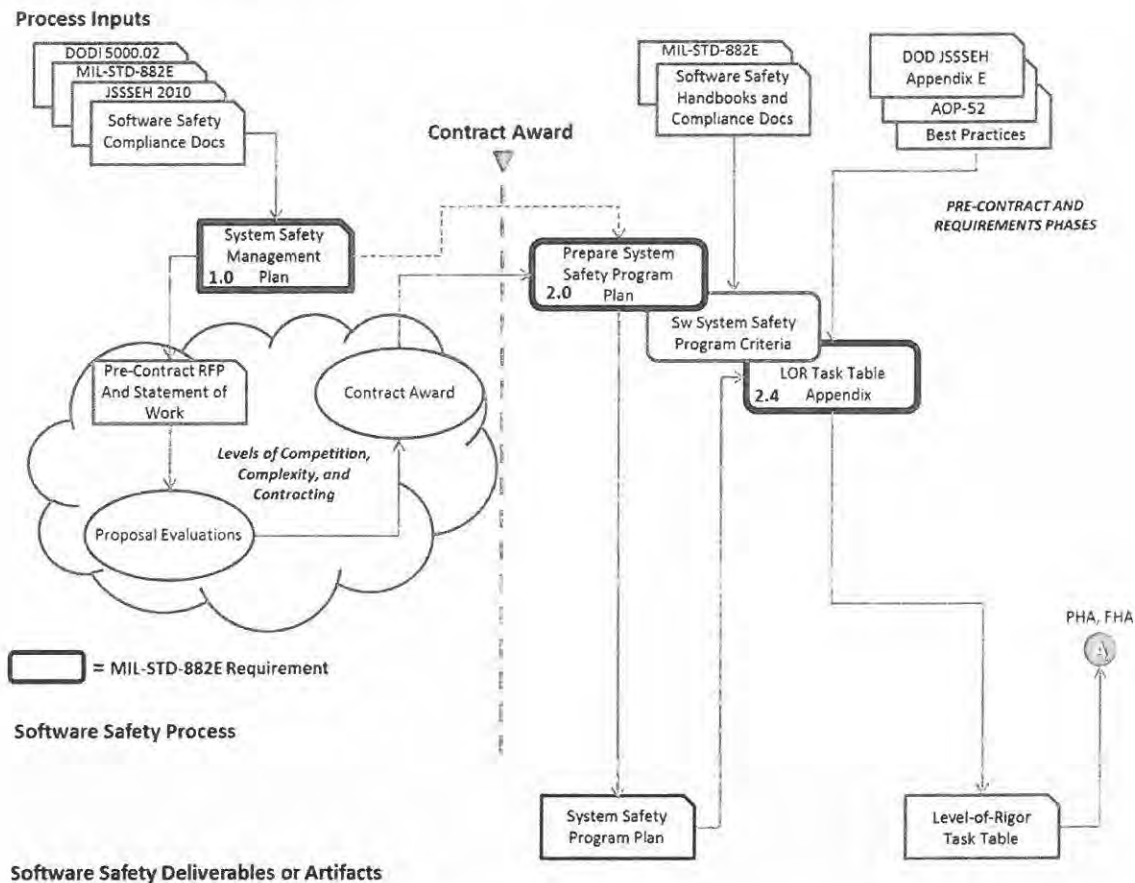 Process Inputs
DODI 5000.02
MIL-STD-882E
JSSSEH 2010
Software Safety
Compliance Docs
MIL-STD-882E
Software Safety
Handbooks and
Compliance Docs
DOD JSSSEH
Appendix E
AOP-52
Best Practices
Contract Award
PRE-CONTRACT AND
REQUIREMENTS PHASES
System Safety
Management
1.0 Plan
Prepare System
Safety Program
2.0 Plan
Sw System Safety
Program Criteria
LOR Task Table
2.4 Appendix
Pre-Contract RFP
And Statement of
Work
Contract Award
Levels of Competition,
Complexity, and
Contracting
Proposal Evaluations
PHA, FHA
A
= MIL-STD-882E Requirement
Software Safety Process
System Safety
Program Plan
Level-of-Rigor
Task Table
Software Safety Deliverables or Artifacts